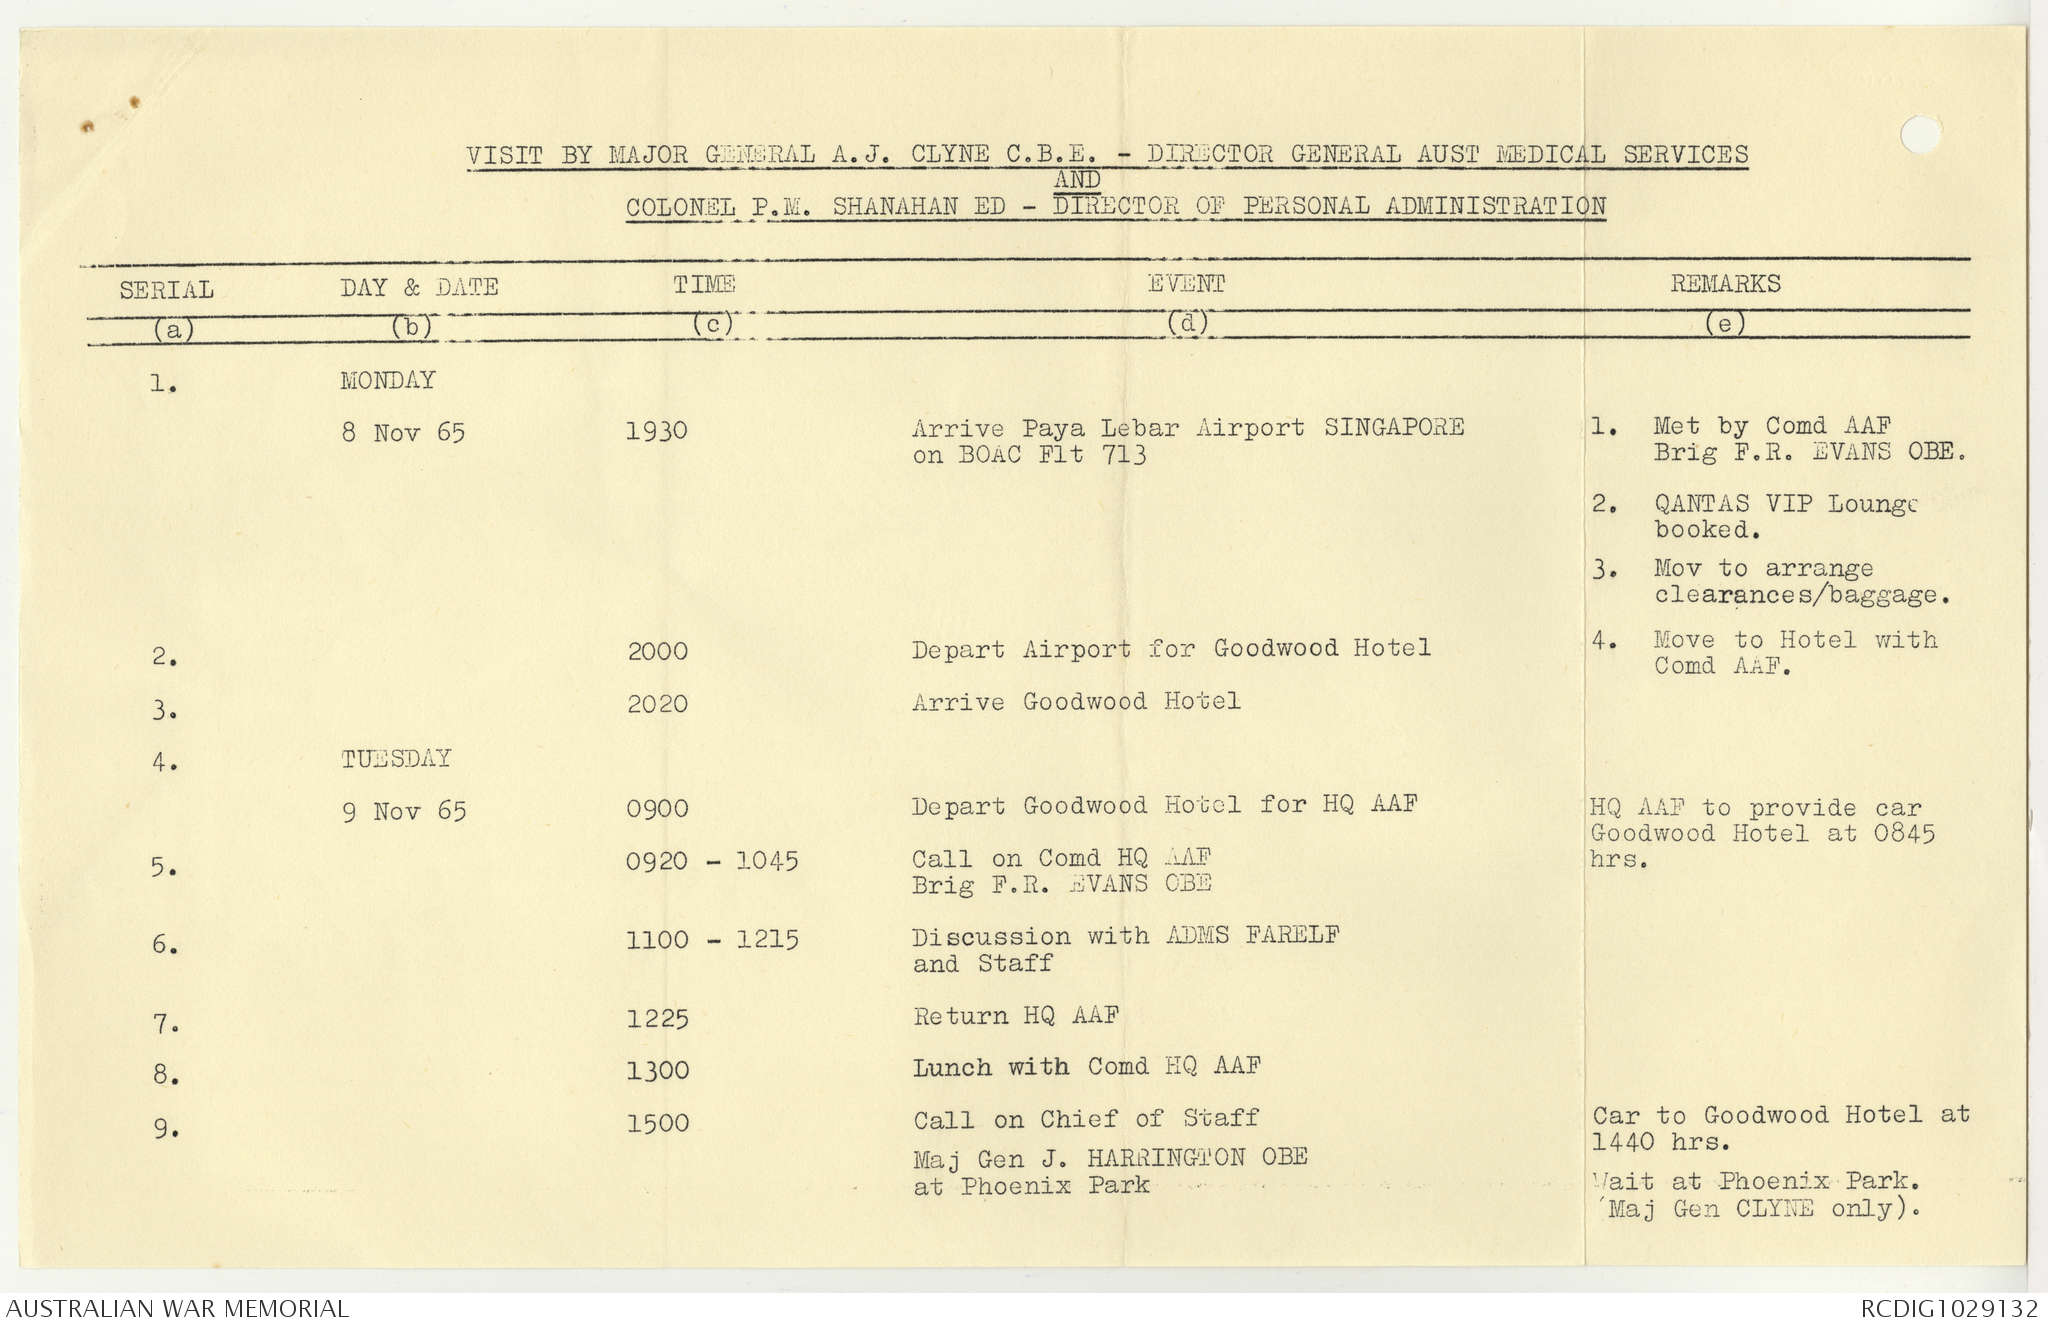 VISIT BY MAJOR GENERAL A.J. CLYNE C.B.E. - DIRECTOR GENERAL AUST MEDICAL SERVICES
AND
COLONEL P.M. SHANAHAN ED - DIRECTOR OF PERSONAL ADMINISTRATION
SERIAL DAY & DATE TIME EVENT REMARKS
(a) (b) (c) (d) (e)
1. MONDAY
8 Nov 65 1930 Arrive Paya Lebar Airport SINGAPORE 1. Met by Comd AAF
on BOAC Flt 713 Brig F.R. EVANS OBE.
2. QANTAS VIP Lounge
booked.
3. Mov to arrange
clearances/baggage.
2. 2000 Depart Airport for Goodwood Hotel 4. Move to Hotel with
Comd AAF.
3. 2020 Arrive Goodwood Hotel
4. TUESDAY
9 Nov 65 0900 Depart Goodwood Hotel for HQ AAF HQ AAF to provide car
Goodwood Hotel at 0845
5. 0920 - 1045 Call on Comd HQ AAF hrs.
Brig F.R. EVANS OBE
6. 1100 - 1215 Discussion with ADMS FARELF
and Staff
7. 1225 Return HQ AAF
8. 1300 Lunch with Comd HQ AAF
9. 1500 Call on Chief of Staff Car to Goodwood Hotel at
1440 hrs.
Maj Gen J. HARRINGTON OBE
at Phoenix Park Wait at Phoenix Park.
(Maj Gen CLYNE only).
AUSTRALIAN WAR MEMORIAL RCDIG1029132